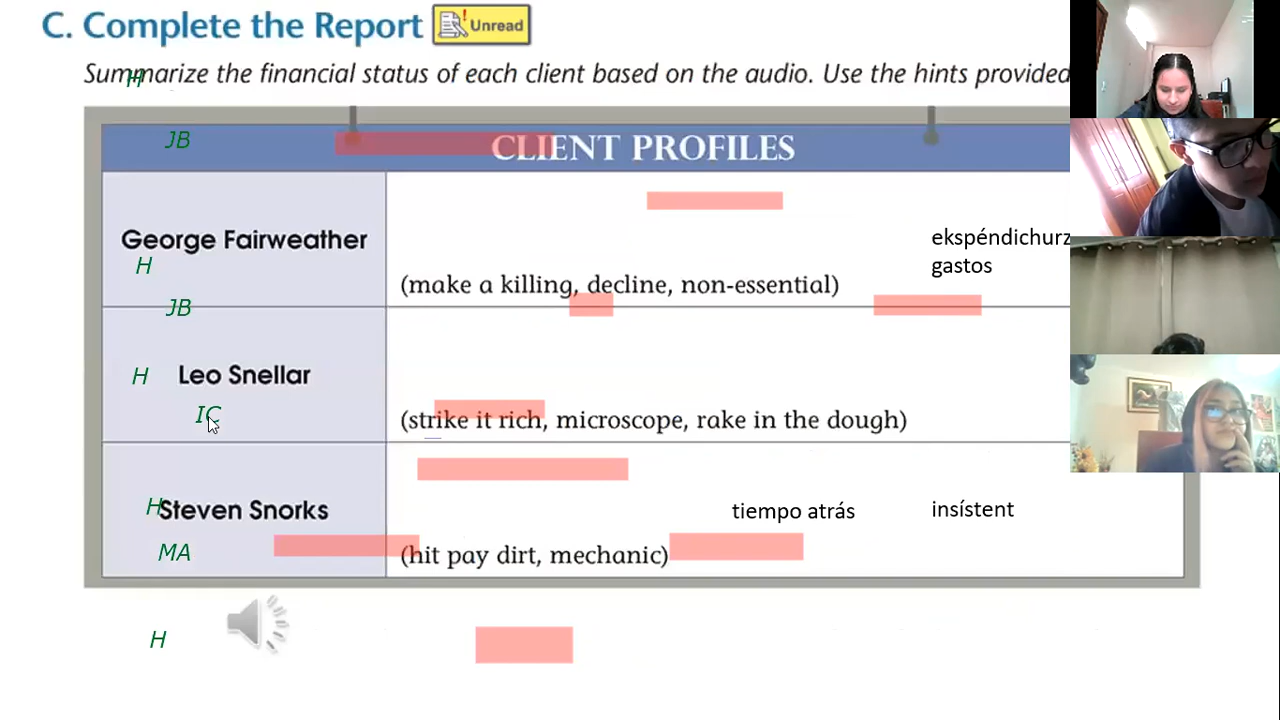 C. Complete the Report Unread
Summarize the financial status of each client based on the audio. Use the hints provided
H
JB
CLIENT PROFILES
George Fairweather
ekspéndichurz
gastos
H
(make a killing, decline, non-essential)
JB
Leo Snellar
H
IC
(strike it rich, microscope, rake in the dough)
Steven Snorks
H
tiempo atrás
insístent
MA
(hit pay dirt, mechanic)
H